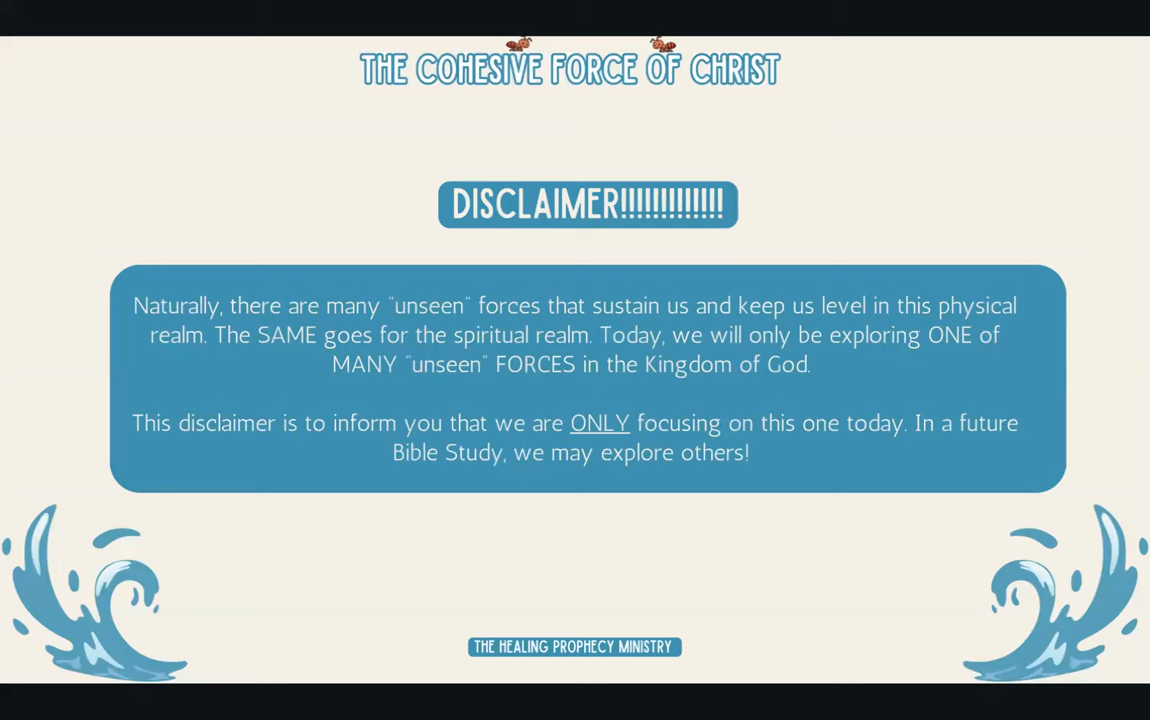 THE COHESIVE FORCE OF CHRIST
DISCLAIMER!!!!!!!!!!!!!
Naturally, there are many "unseen" forces that sustain us and keep us level in this physical
realm. The SAME goes for the spiritual realm. Today, we will only be exploring ONE of
MANY "unseen" FORCES in the Kingdom of God.
This disclaimer is to inform you that we are ONLY focusing on this one today. In a future
Bible Study, we may explore others!
THE HEALING PROPHECY MINISTRY